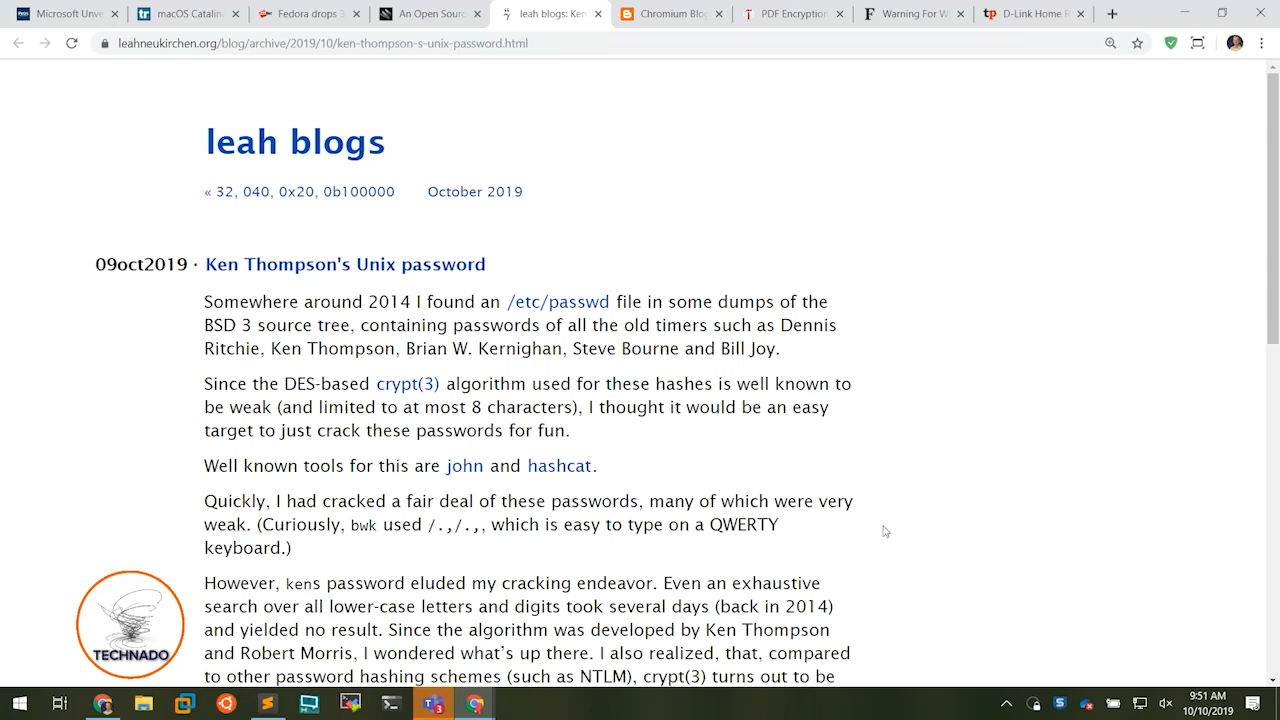 Microsoft Unve
macOS Catalin
Fedora drops 3
An Open Sourc
leah blogs: Ken
Chromium Blog
PDF Encryption
Warning For W
D-Link Home R
leahneukirchen.org/blog/archive/2019/10/ken-thompson-s-unix-password.html
leah blogs
« 32, 040, 0x20, 0b100000 October 2019
09oct2019 · Ken Thompson's Unix password
Somewhere around 2014 I found an /etc/passwd file in some dumps of the
BSD 3 source tree, containing passwords of all the old timers such as Dennis
Ritchie, Ken Thompson, Brian W. Kernighan, Steve Bourne and Bill Joy.
Since the DES-based crypt(3) algorithm used for these hashes is well known to
be weak (and limited to at most 8 characters), I thought it would be an easy
target to just crack these passwords for fun.
Well known tools for this are john and hashcat.
Quickly, I had cracked a fair deal of these passwords, many of which were very
weak. (Curiously, bwk used /.,/.,, which is easy to type on a QWERTY
keyboard.)
However, kens password eluded my cracking endeavor. Even an exhaustive
search over all lower-case letters and digits took several days (back in 2014)
and yielded no result. Since the algorithm was developed by Ken Thompson
and Robert Morris, I wondered what's up there. I also realized, that, compared
to other password hashing schemes (such as NTLM), crypt(3) turns out to be
TECHNADO
9:51 AM
10/10/2019